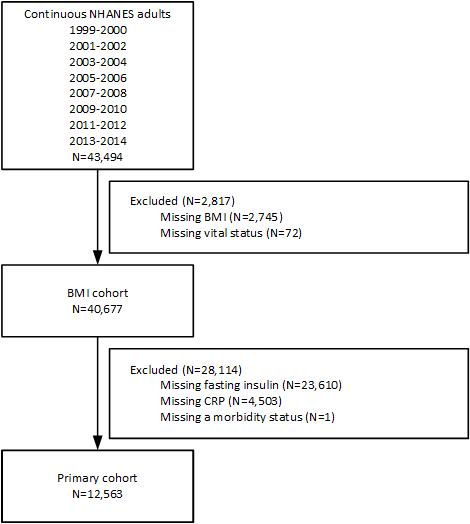 Continuous NHANES adults
1999-2000
2001-2002
2003-2004
2005-2006
2007-2008
2009-2010
2011-2012
2013-2014
N=43,494
Excluded (N=2,817)
Missing BMI (N=2,745)
Missing vital status (N=72)
BMI cohort
N=40,677
Excluded (N=28,114)
Missing fasting insulin (N=23,610)
Missing CRP (N=4,503)
Missing a morbidity status (N=1)
Primary cohort
N=12,563